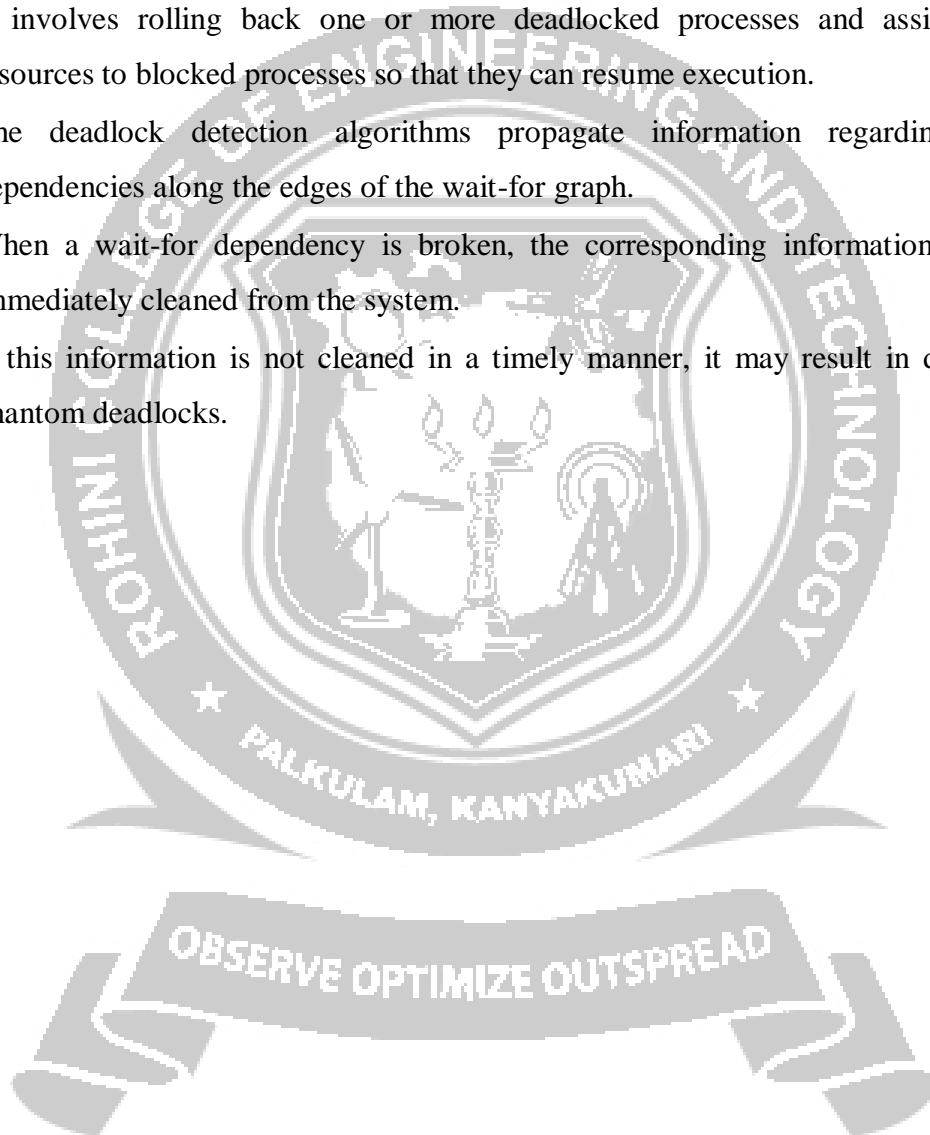 involves rolling back one or more deadlocked processes and assi
sources to blocked processes so that they can resume execution.
ne deadlock detection algorithms propagate information regardin
ependencies along the edges of the wait-for graph.
hen a wait-for dependency is broken, the corresponding information
mmediately cleaned from the system.
this information is not cleaned in a timely manner, it may result in
hantom deadlocks.
ROHINI COLLEGE OF ENGINEERING AND TECHNOLOGY
PALKULAM, KANYAKUMARI
OBSERVE OPTIMIZE OUTSPREAD